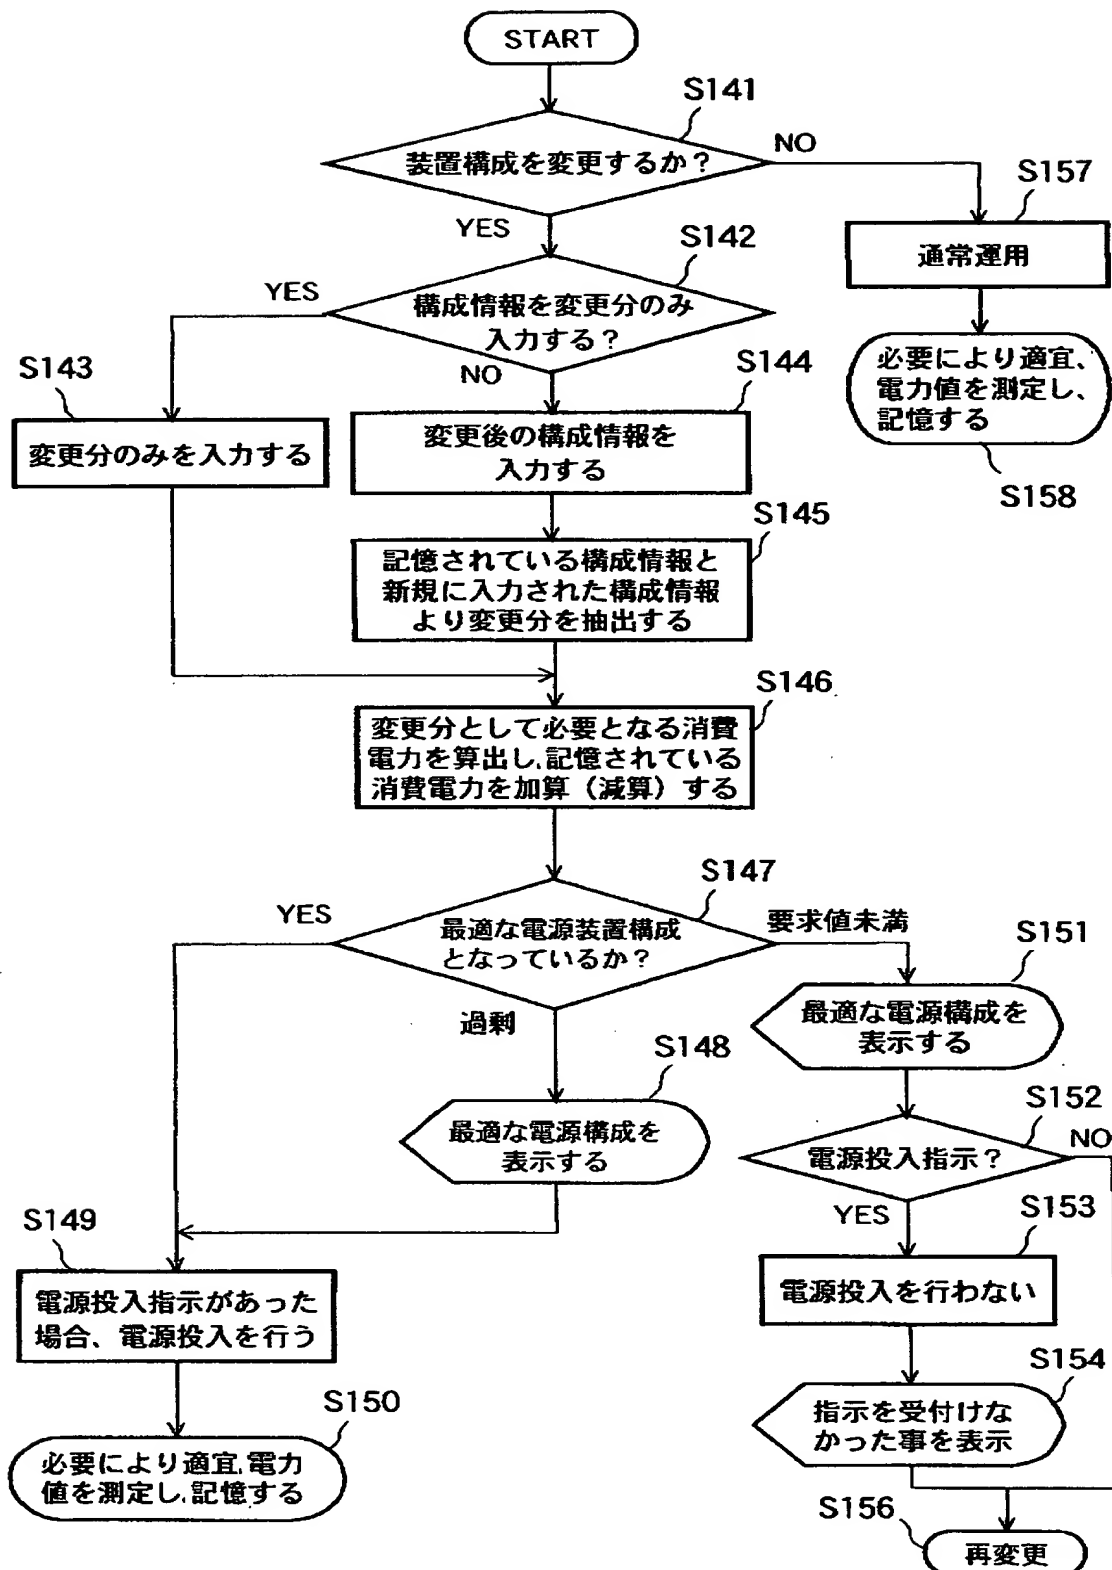 START
S141
装置構成を変更するか？
NO
YES
S157
通常運用
S142
構成情報を変更分のみ
入力する？
YES
NO
必要により適宜、
電力値を測定し、
記憶する
S158
S143
変更分のみを入力する
S144
変更後の構成情報を
入力する
S145
記憶されている構成情報と
新規に入力された構成情報
より変更分を抽出する
S146
変更分として必要となる消費
電力を算出し､記憶されている
消費電力を加算（減算）する
S147
最適な電源装置構成
となっているか？
YES
要求値未満
過剰
S151
最適な電源構成を
表示する
S148
最適な電源構成を
表示する
S152
電源投入指示？
NO
YES
S149
電源投入指示があった
場合、電源投入を行う
S153
電源投入を行わない
S154
指示を受付けな
かった事を表示
S150
必要により適宜､電力
値を測定し､記憶する
S156
再変更